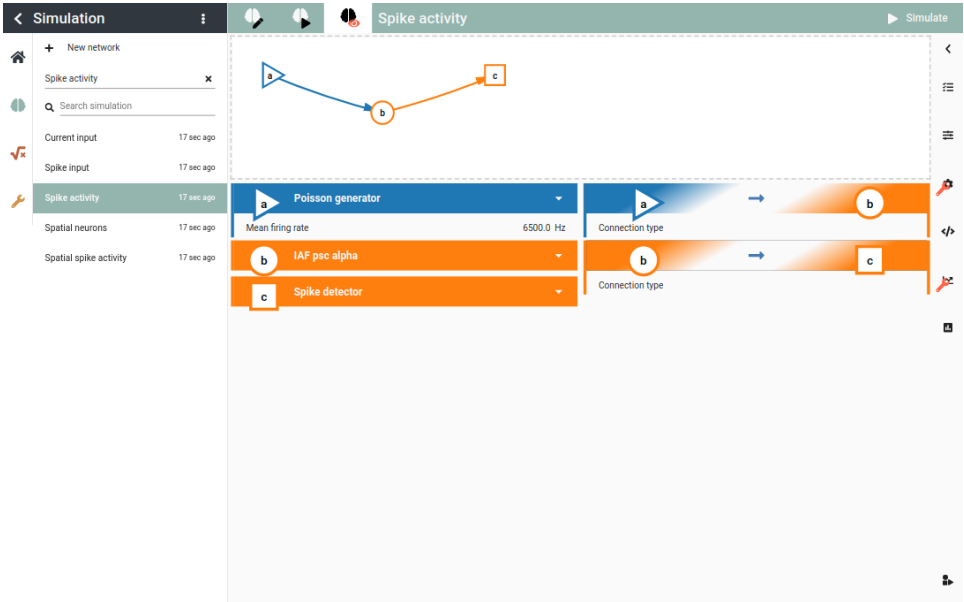 Simulation
Spike activity
Simulate
New network
Spike activity
Search simulation
Current input 17 sec ago
Spike input 17 sec ago
Spike activity 17 sec ago
Spatial neurons 17 sec ago
Spatial spike activity 17 sec ago
a
b
c
a Poisson generator
Mean firing rate 6500.0 Hz
b IAF psc alpha
c Spike detector
a b
Connection type
b c
Connection type